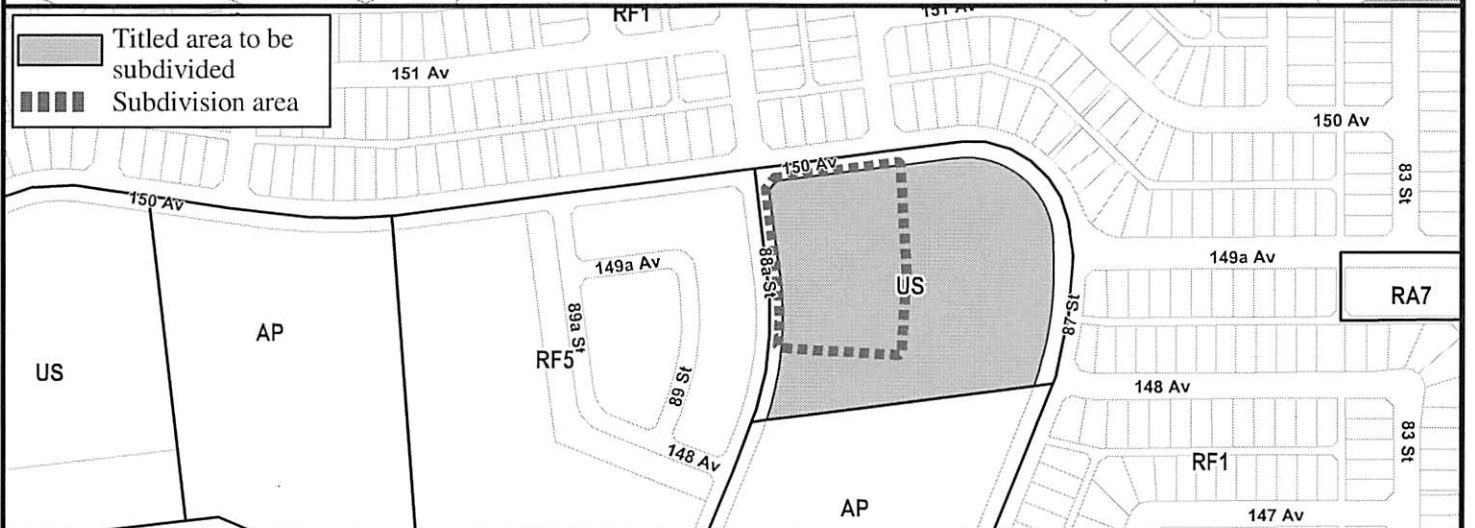 RF1
151 Av
Titled area to be
subdivided
Subdivision area
151 Av
150 Av
150 Av
83 St
150 Av
149a Av
88a St
149a Av
US
RA7
AP
89a St
87 St
RF5
US
89 St
148 Av
83 St
148 Av
RF1
AP
147 Av